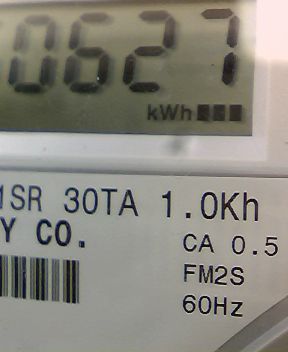 0627
kWh
1SR 30TA 1.0Kh
Y CO.
CA 0.5
FM2S
60Hz